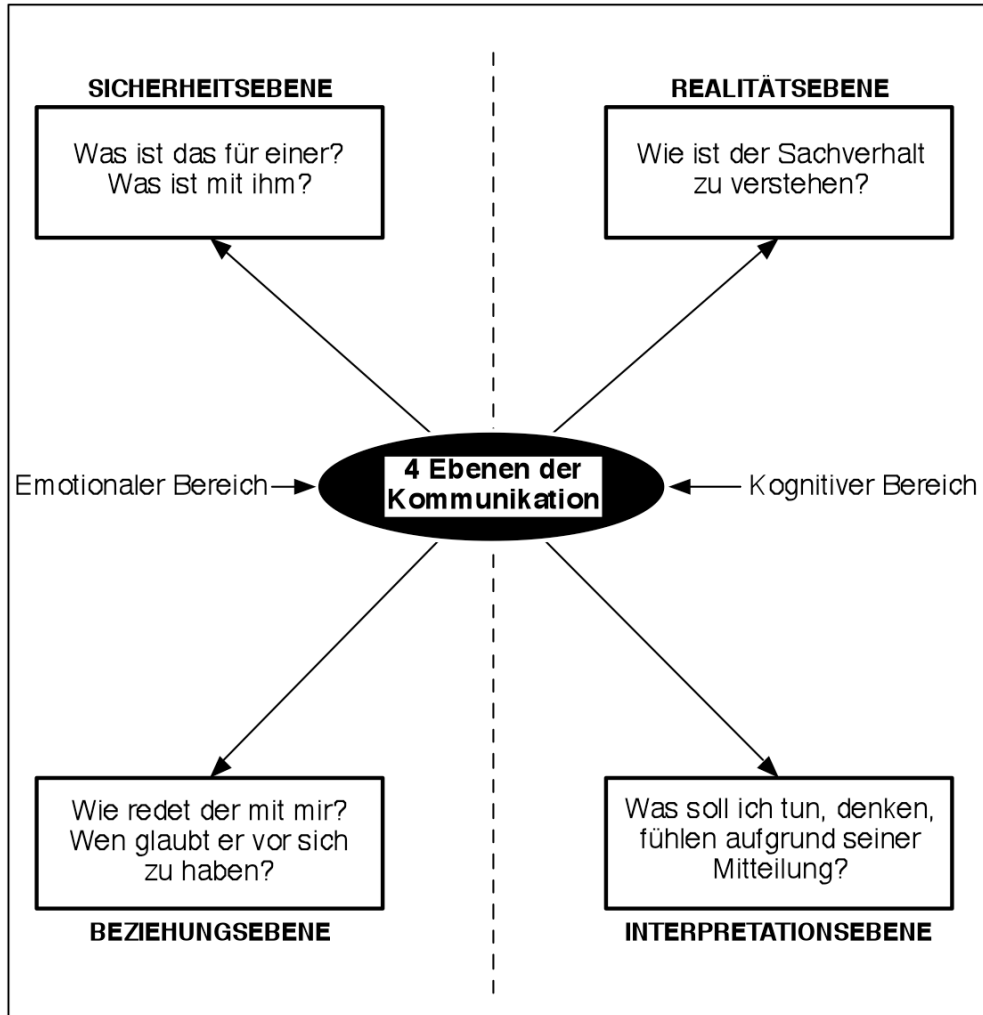 SICHERHEITSEBENE
Was ist das für einer?
Was ist mit ihm?
REALITÄTSEBENE
Wie ist der Sachverhalt
zu verstehen?
Emotionaler Bereich
4 Ebenen der
Kommunikation
Kognitiver Bereich
Wie redet der mit mir?
Wen glaubt er vor sich
zu haben?
BEZIEHUNGSEBENE
Was soll ich tun, denken,
fühlen aufgrund seiner
Mitteilung?
INTERPRETATIONSEBENE